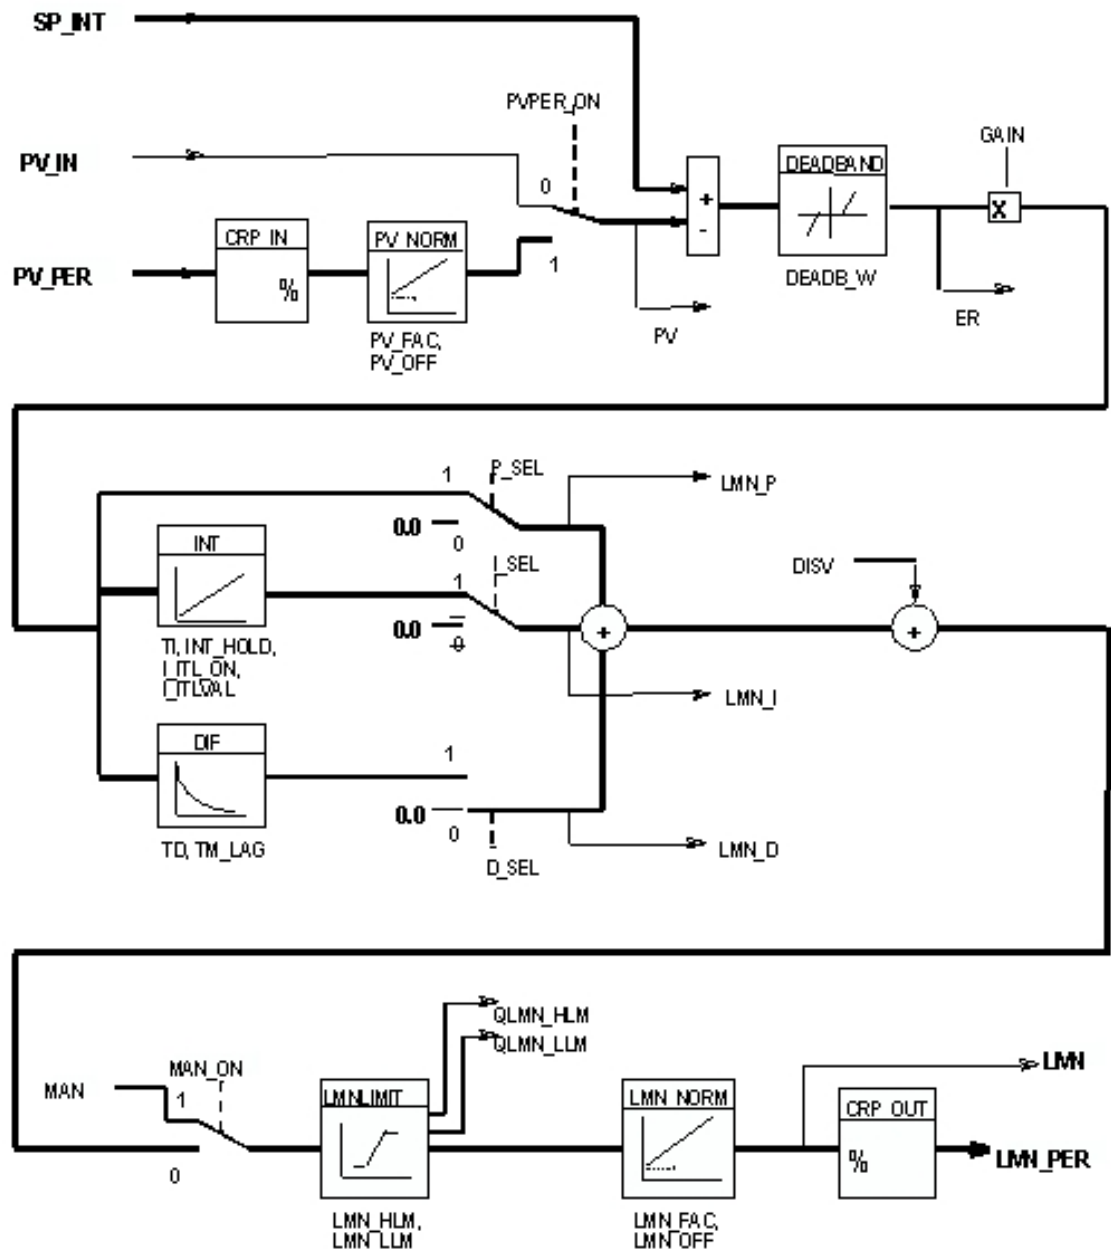 SP_INT
PVPER_ON
GAIN
PV_IN
DEADBAND
0
+
-
X
CRP_IN
PV_NORM
PV_PER
%
1
DEADB_W
ER
PV
PV_FAC,
PV_OFF
1
P_SEL
LMN_P
0.0
0
INT
I_SEL
1
DISV
0.0
0
+
+
TI, INT_HOLD,
I_ITL_ON,
I_ITLVAL
LMN_I
DIF
1
0.0
0
TD, TM_LAG
D_SEL
LMN_D
QLMN_HLM
QLMN_LLM
MAN_ON
LMN
MAN
1
LMNLIMIT
LMN_NORM
CRP_OUT
%
LMN_PER
0
LMN_HLM,
LMN_LLM
LMN_FAC,
LMN_OFF